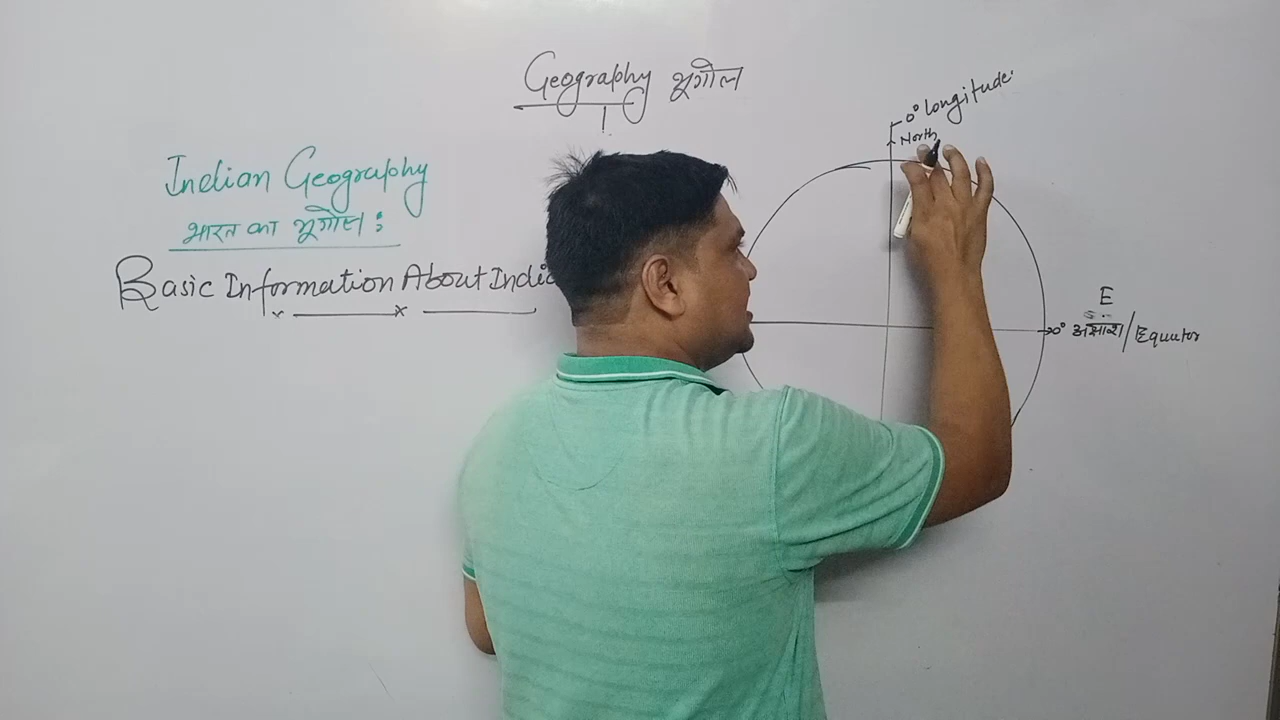 Geography भूगोल
Indian Geography
भारत का भूगोल :
Basic Information About India
0° longitude.
North
E
0° अक्षांश / Equator